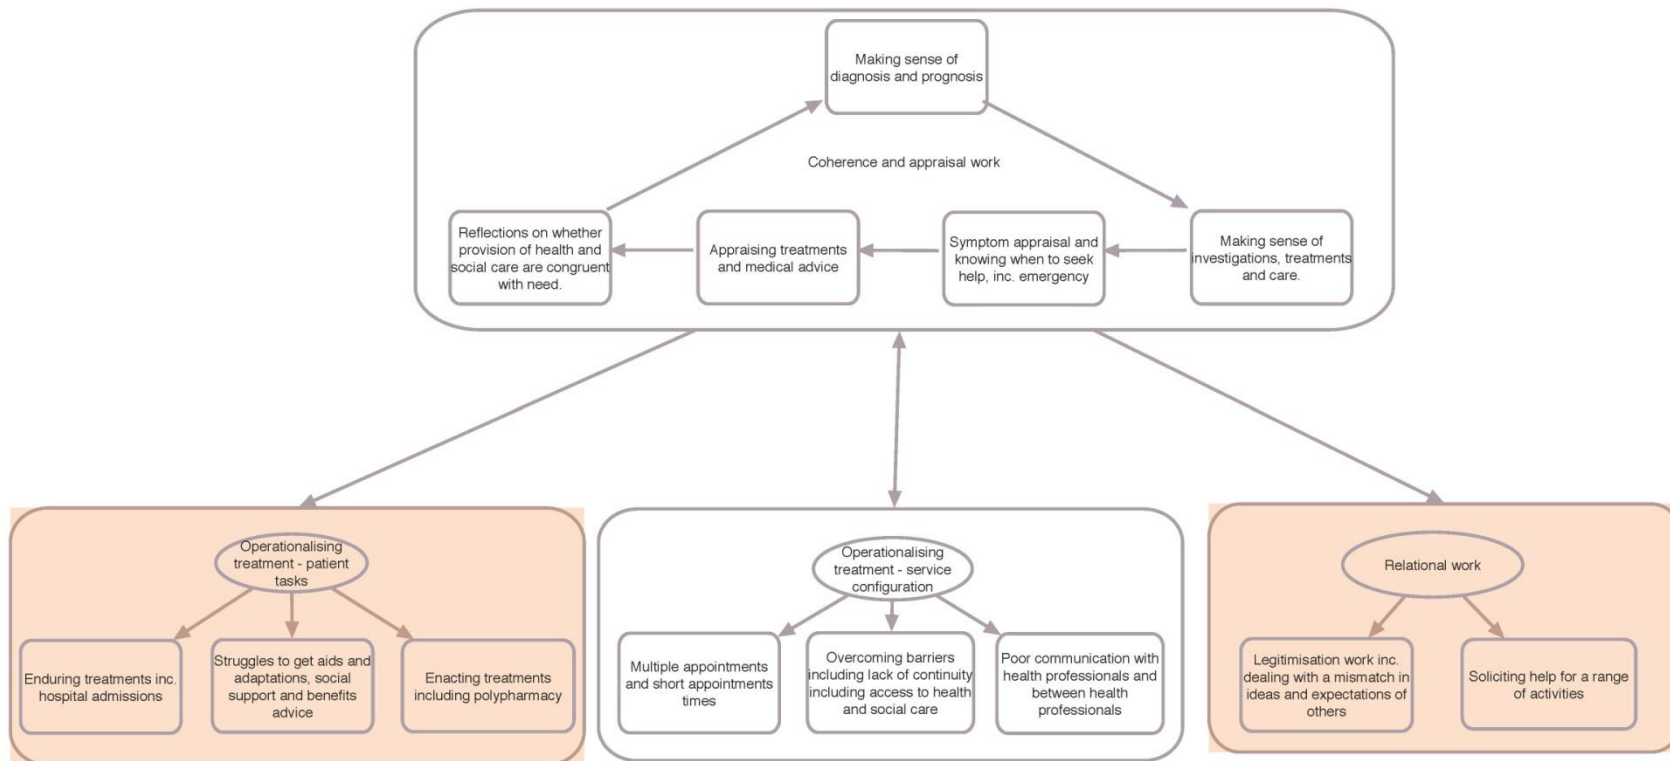 Making sense of
diagnosis and prognosis
Coherence and appraisal work
Reflections on whether
provision of health and
social care are congruent
with need.
Appraising treatments
and medical advice
Symptom appraisal and
knowing when to seek
help, inc. emergency
Making sense of
investigations, treatments
and care.
Operationalising
treatment - patient
tasks
Enduring treatments inc.
hospital admissions
Struggles to get aids and
adaptations, social
support and benefits
advice
Enacting treatments
including polypharmacy
Operationalising
treatment - service
configuration
Multiple appointments
and short appointments
times
Overcoming barriers
including lack of continuity
including access to health
and social care
Poor communication with
health professionals and
between health
professionals
Relational work
Legitimisation work inc.
dealing with a mismatch in
ideas and expectations of
others
Soliciting help for a range
of activities